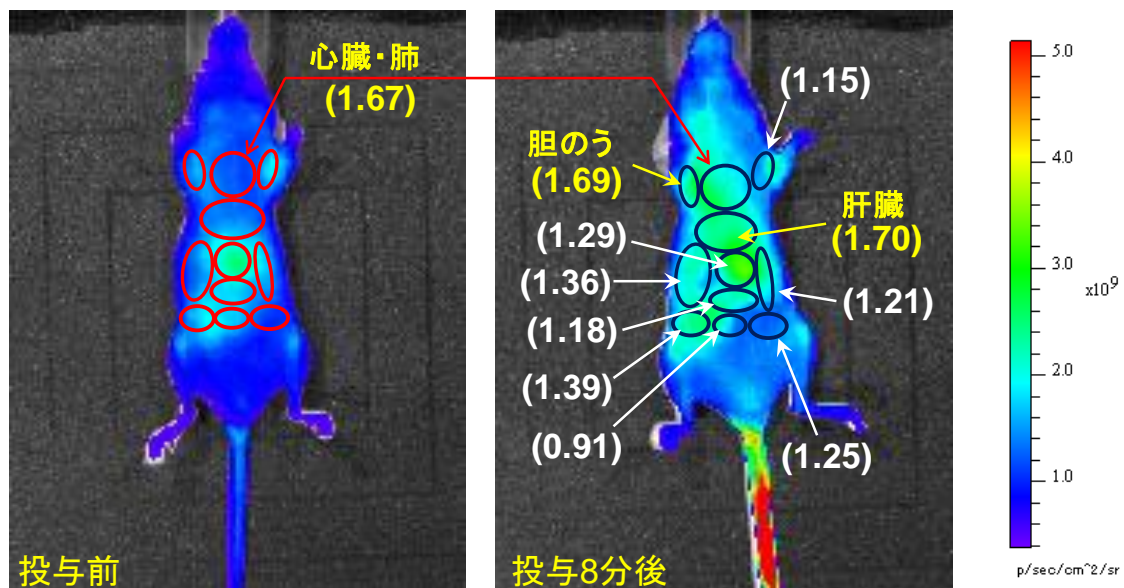 心臓・肺
(1.67)
投与前
(1.15)
胆のう
(1.69)
肝臓
(1.70)
(1.29)
(1.36)
(1.21)
(1.18)
(1.39)
(0.91)
(1.25)
投与8分後
5.0
4.0
3.0
x10^9
2.0
1.0
p/sec/cm^2/sr